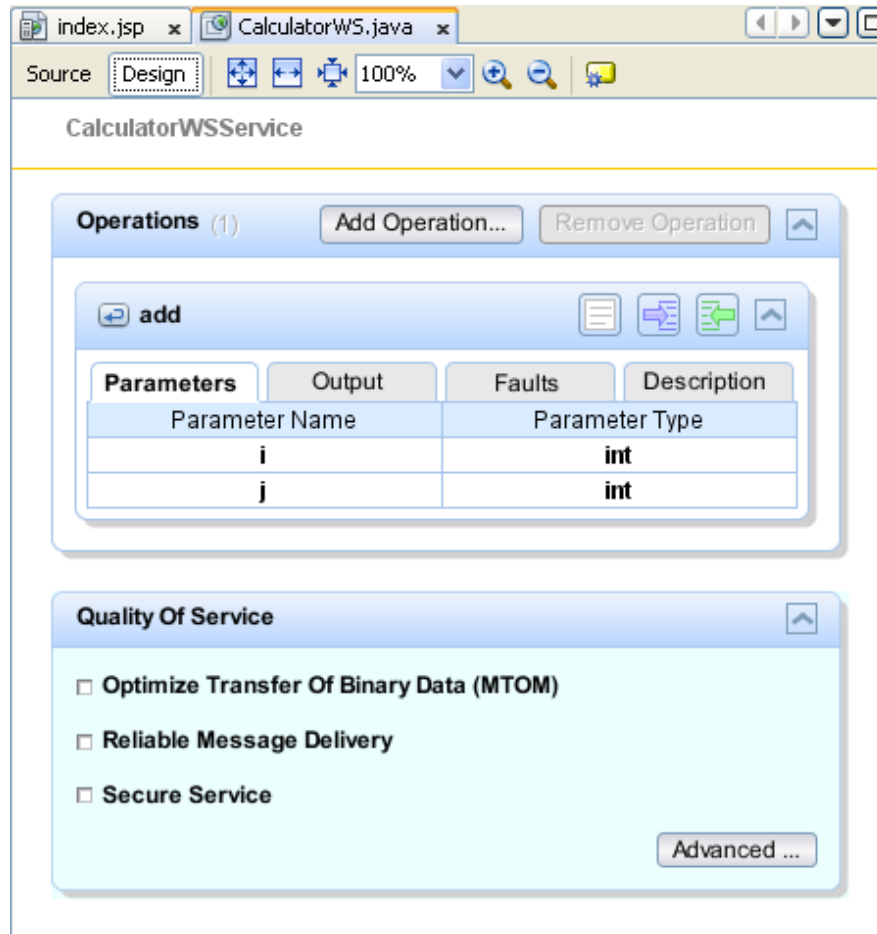 index.jsp x CalculatorWS.java x
Source Design 100%
CalculatorWSService
Operations (1) Add Operation... Remove Operation
add
Parameters Output Faults Description
Parameter Name Parameter Type
i int
j int
Quality Of Service
Optimize Transfer Of Binary Data (MTOM)
Reliable Message Delivery
Secure Service
Advanced ...